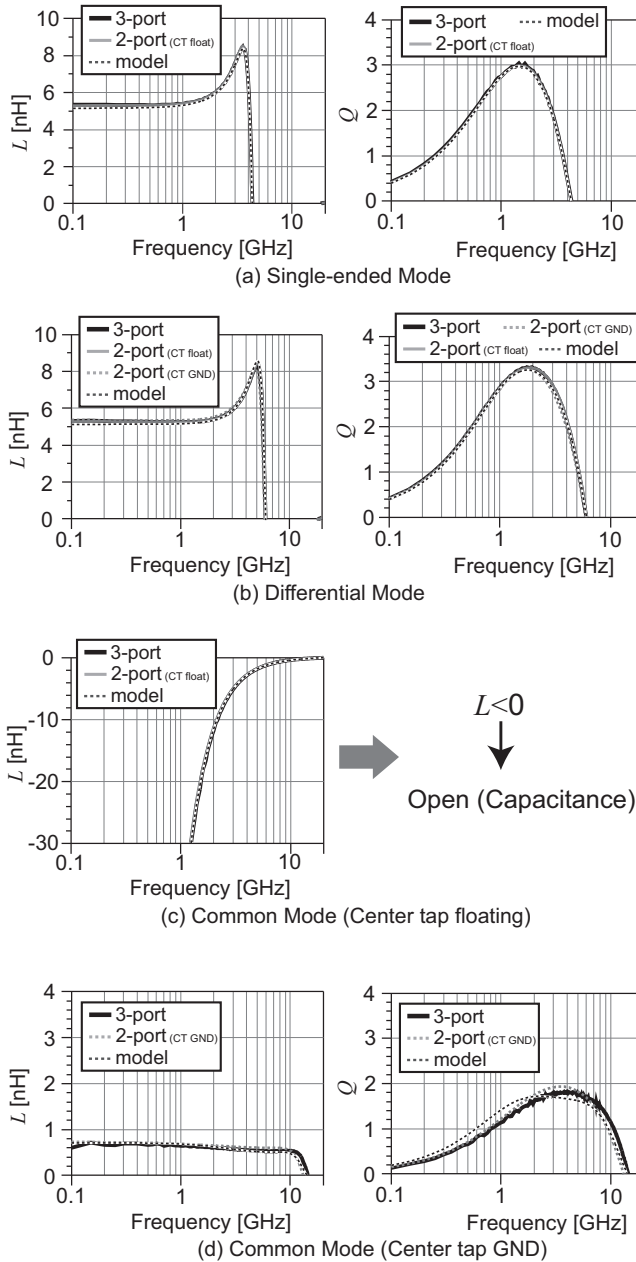 3-port
2-port (CT float)
model
10
8
6
4
2
0
L [nH]
0.1
1
10
Frequency [GHz]
3-port
model
2-port (CT float)
4
3
2
1
0
Q
0.1
1
10
Frequency [GHz]
(a) Single-ended Mode
3-port
2-port (CT float)
2-port (CT GND)
model
10
8
6
4
2
0
L [nH]
0.1
1
10
Frequency [GHz]
3-port
2-port (CT GND)
2-port (CT float)
model
4
3
2
1
0
Q
0.1
1
10
Frequency [GHz]
(b) Differential Mode
3-port
2-port (CT float)
model
0
-10
-20
-30
L [nH]
0.1
1
10
Frequency [GHz]
L<0
Open (Capacitance)
(c) Common Mode (Center tap floating)
3-port
2-port (CT GND)
model
4
3
2
1
0
L [nH]
0.1
1
10
Frequency [GHz]
3-port
2-port (CT GND)
model
4
3
2
1
0
Q
0.1
1
10
Frequency [GHz]
(d) Common Mode (Center tap GND)